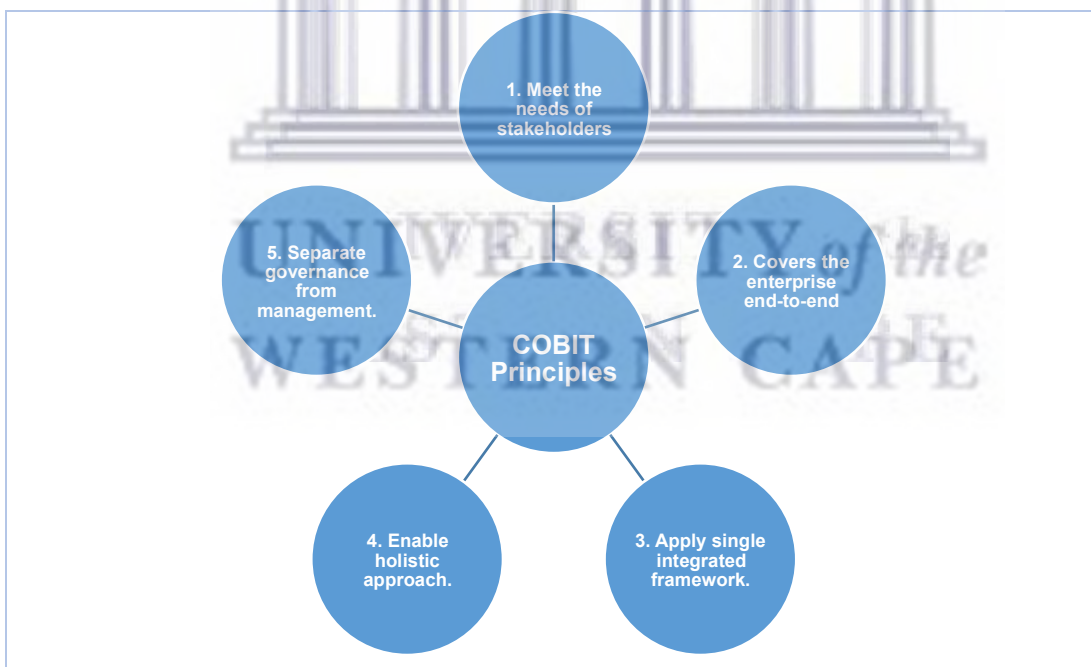 1. Meet the
needs of
stakeholders
5. Separate
governance
from
management.
2. Covers the
enterprise
end-to-end
UNIVERSITY of the
COBIT
Principles
WESTERN CAPE
4. Enable
holistic
approach.
3. Apply single
integrated
framework.